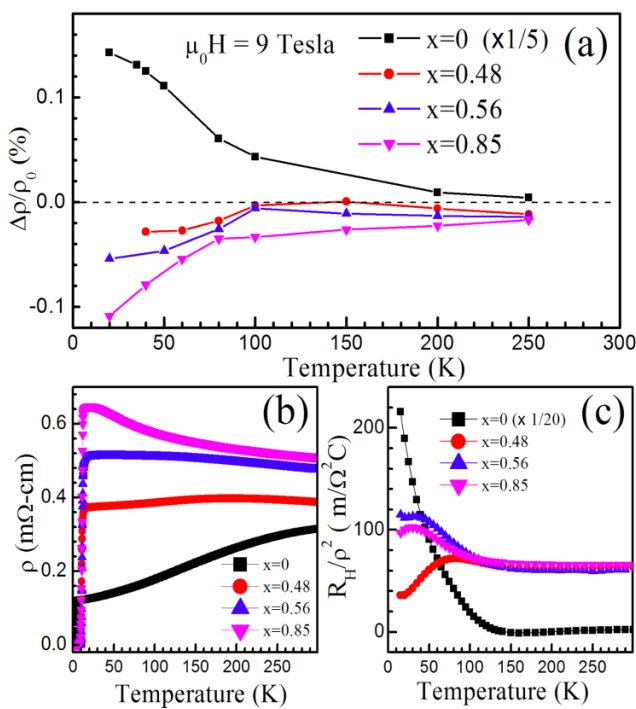 μ₀H = 9 Tesla
x=0 (x1/5)
(a)
x=0.48
x=0.56
x=0.85
Δρ/ρ₀ (%)
0.1
0.0
-0.1
0 50 100 150 200 250 300
Temperature (K)
(b)
ρ (mΩ-cm)
0.6
0.4
0.2
0.0
x=0
x=0.48
x=0.56
x=0.85
0 50 100 150 200 250
Temperature (K)
x=0 (x 1/20)
(c)
x=0.48
x=0.56
x=0.85
R_H/ρ² ( m/Ω²C)
200
100
0
0 50 100 150 200 250
Temperature (K)